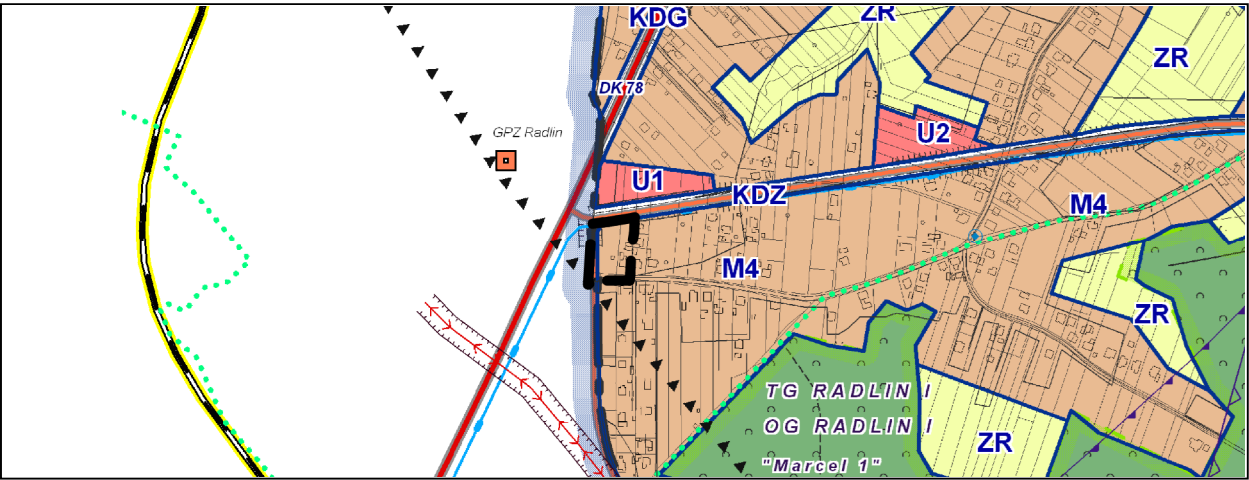 KDG
ZR
ZR
DK 78
GPZ Radlin
U2
U1
KDZ
M4
M4
ZR
TG RADLIN I
OG RADLIN I
ZR
"Marcel 1"